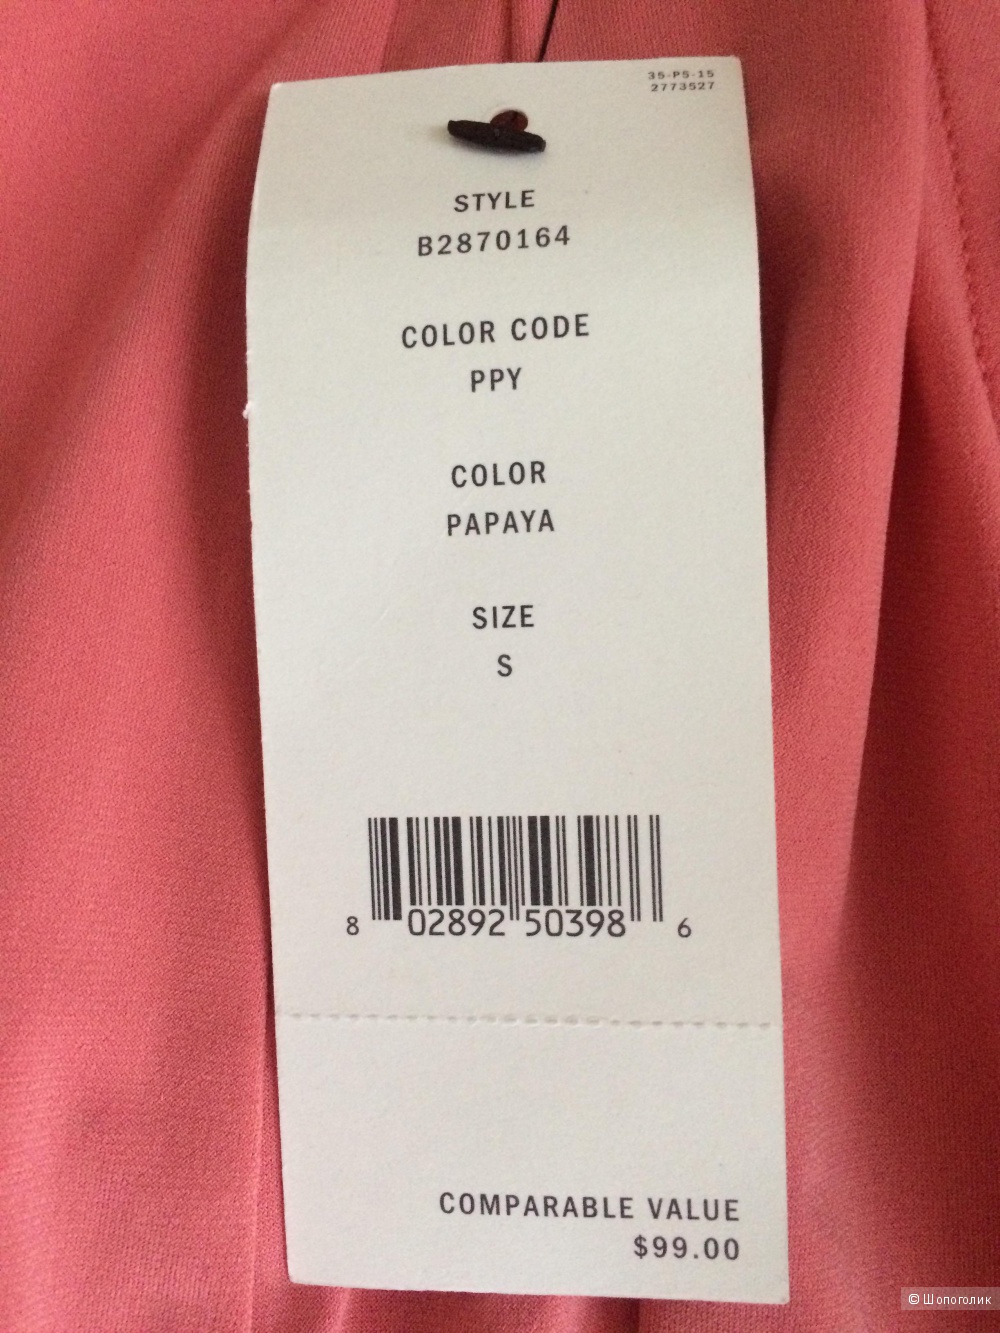 35-P5-15
2773527
STYLE
B2870164
COLOR CODE
PPY
COLOR
PAPAYA
SIZE
S
8 02892 50398 6
COMPARABLE VALUE
$99.00
© Шопоголик